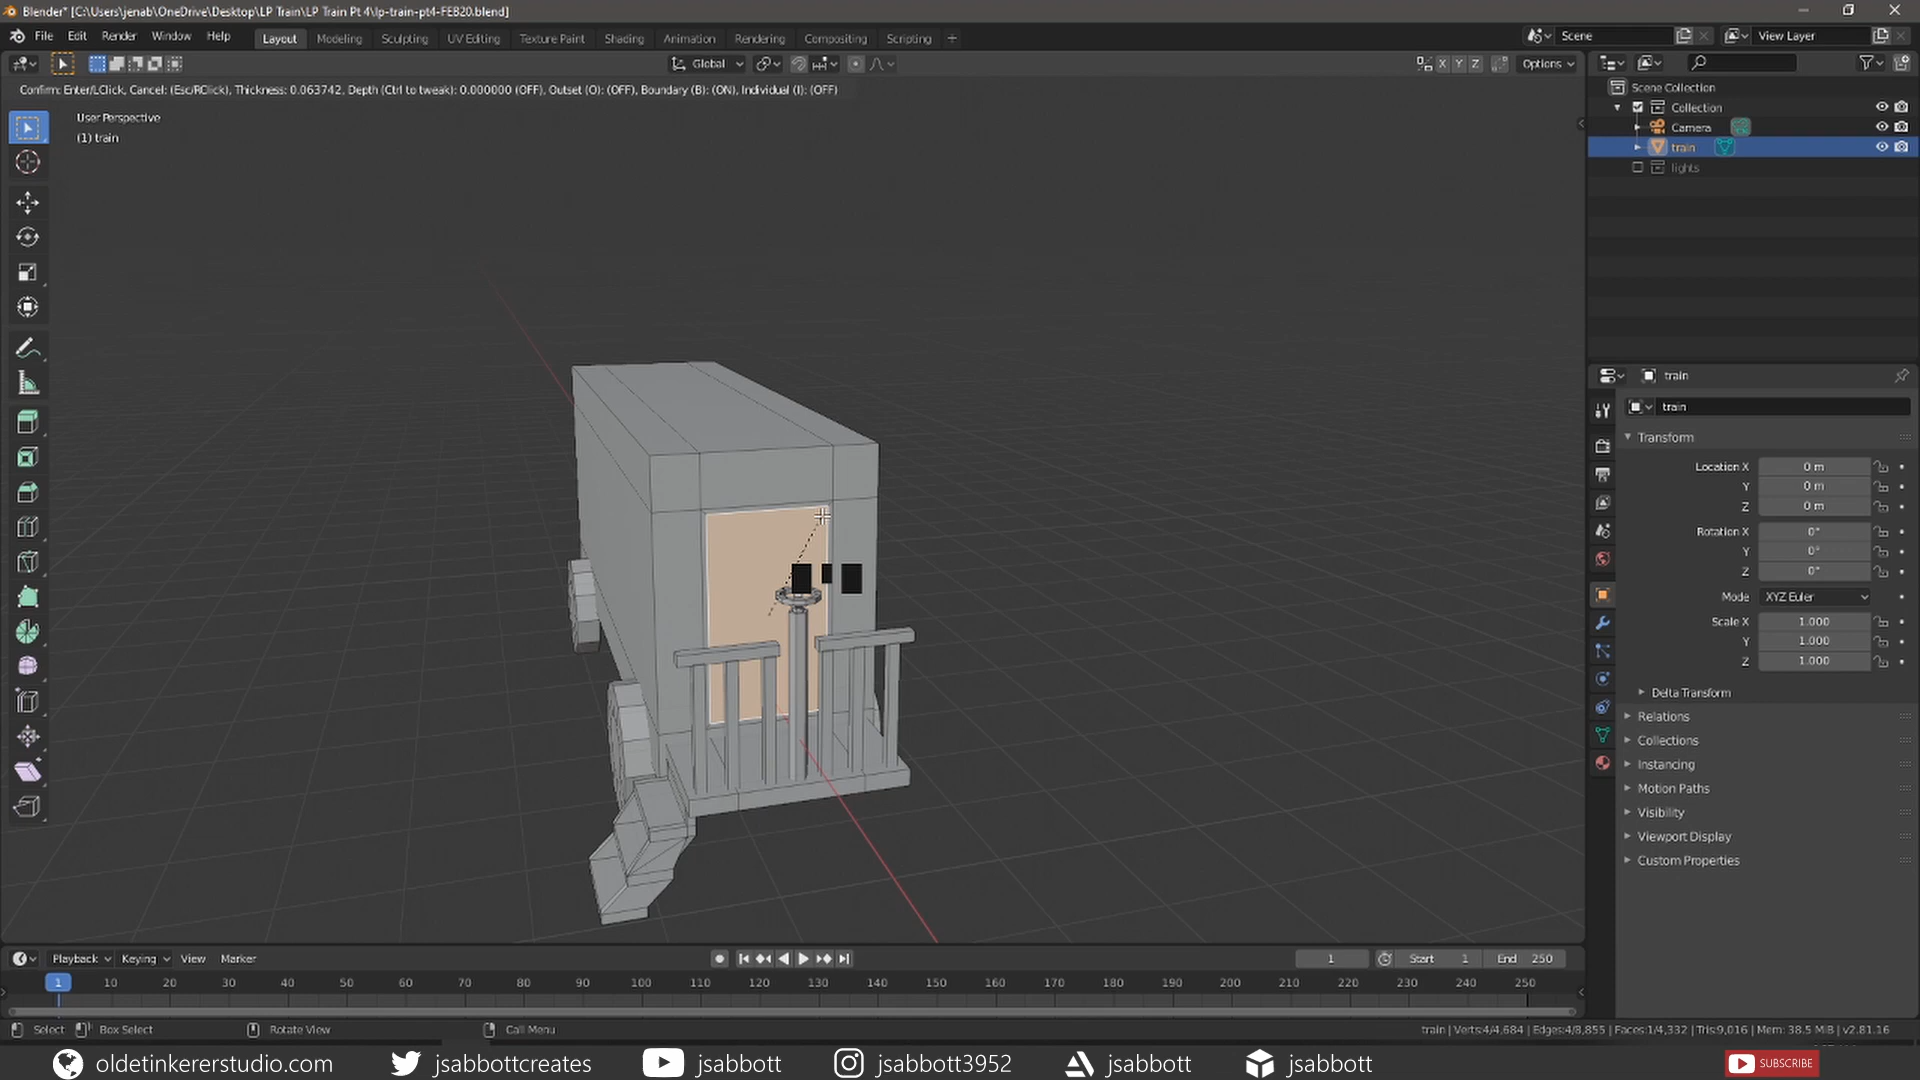 Blender* [C:\Users\jenab\OneDrive\Desktop\LP Train\LP Train Pt 4\lp-train-pt4-FEB20.blend]
File Edit Render Window Help Layout Modeling Sculpting UV Editing Texture Paint Shading Animation Rendering Compositing Scripting + Scene View Layer
Global X Y Z Options
Confirm: Enter/LClick, Cancel: (Esc/RClick), Thickness: 0.063742, Depth (Ctrl to tweak): 0.000000 (OFF), Outset (O): (OFF), Boundary (B): (ON), Individual (I): (OFF)
User Perspective
(1) train
Scene Collection
Collection
Camera
train
lights
train
train
Transform
Location X 0 m
Y 0 m
Z 0 m
Rotation X 0°
Y 0°
Z 0°
Mode XYZ Euler
Scale X 1.000
Y 1.000
Z 1.000
Delta Transform
Relations
Collections
Instancing
Motion Paths
Visibility
Viewport Display
Custom Properties
Playback Keying View Marker 1 Start 1 End 250
1 10 20 30 40 50 60 70 80 90 100 110 120 130 140 150 160 170 180 190 200 210 220 230 240 250
Select Box Select Rotate View Call Menu train | Verts:4/4,684 | Edges:4/8,855 | Faces:1/4,332 | Tris:9,016 | Mem: 38.5 MiB | v2.81.16
oldetinkererstudio.com jsabbottcreates jsabbott jsabbott3952 jsabbott jsabbott SUBSCRIBE